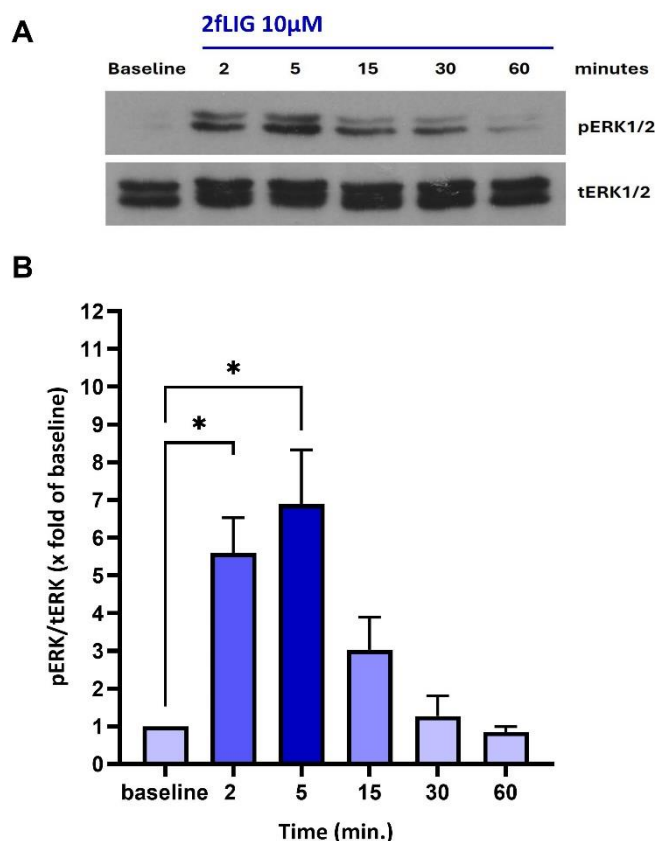 A
2fLIG 10µM
Baseline 2 5 15 30 60 minutes
pERK1/2
tERK1/2
B
pERK/tERK (x fold of baseline)
12
11
10
9
8
7
6
5
4
3
2
1
0
*
*
baseline 2 5 15 30 60
Time (min.)